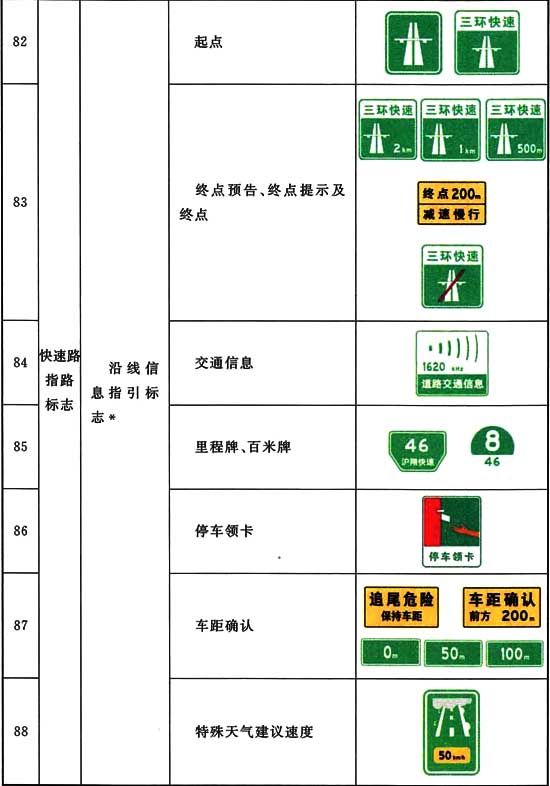 82
起点
三环快速
83
终点预告、终点提示及
终点
三环快速
2km
三环快速
1km
三环快速
500m
终点200m
减速慢行
三环快速
快速路
指路
标志
沿线信
息指引标
志*
84
交通信息
1620 kHz
道路交通信息
85
里程牌、百米牌
46
沪翔快速
8
46
86
停车领卡
停车领卡
87
车距确认
追尾危险
保持车距
车距确认
前方 200m
0m
50m
100m
88
特殊天气建议速度
50km/h